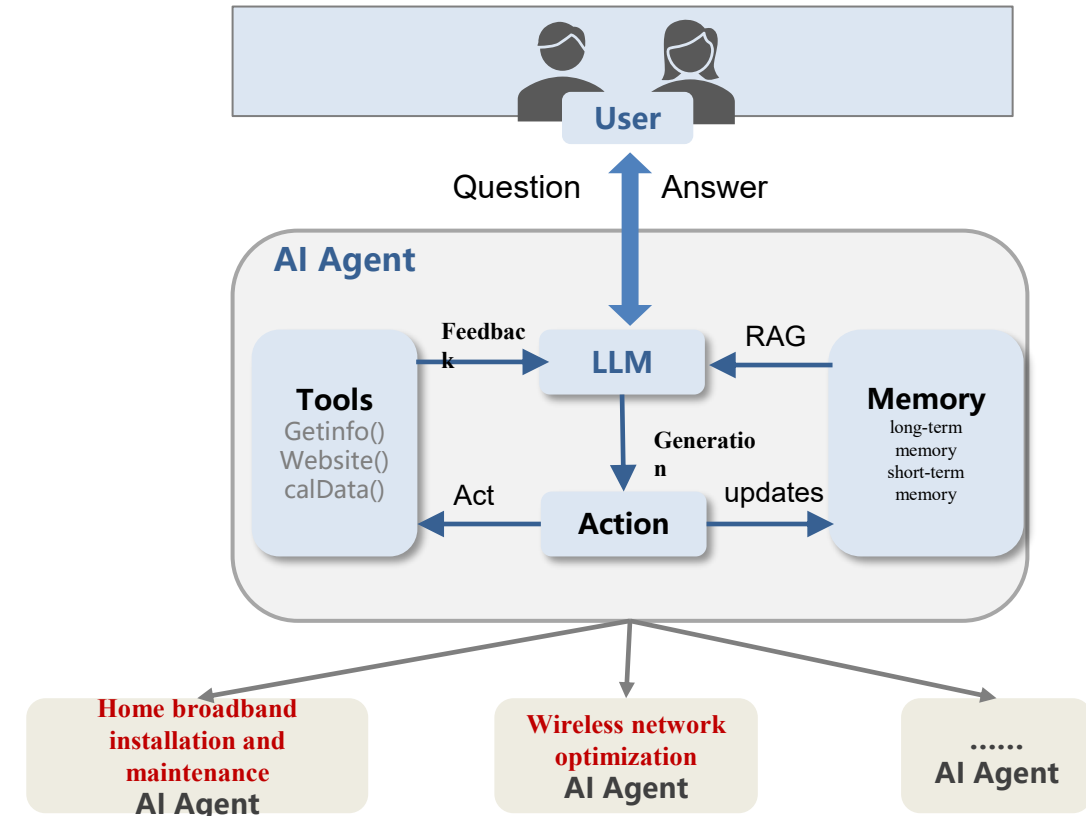 User
Question
Answer
AI Agent
Feedbac
k
LLM
RAG
Tools
Getinfo()
Website()
calData()
Memory
long-term
memory
short-term
memory
Generatio
n
Act
Action
updates
Home broadband
installation and
maintenance
AI Agent
Wireless network
optimization
AI Agent
......
AI Agent